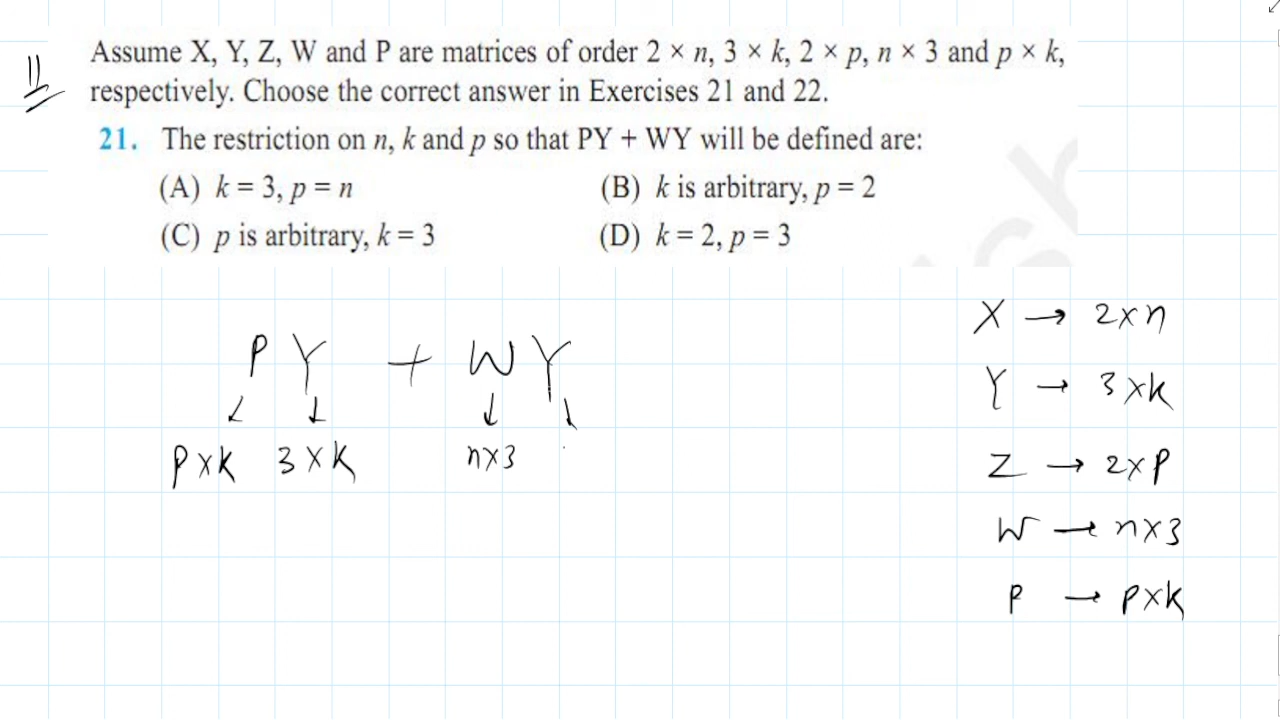 11
Assume X, Y, Z, W and P are matrices of order 2 × n, 3 × k, 2 × p, n × 3 and p × k,
respectively. Choose the correct answer in Exercises 21 and 22.
21. The restriction on n, k and p so that PY + WY will be defined are:
(A) k = 3, p = n (B) k is arbitrary, p = 2
(C) p is arbitrary, k = 3 (D) k = 2, p = 3
X → 2×n
P Y + W Y
Y → 3×k
P×k 3×k n×3
Z → 2×P
W → n×3
P → P×k